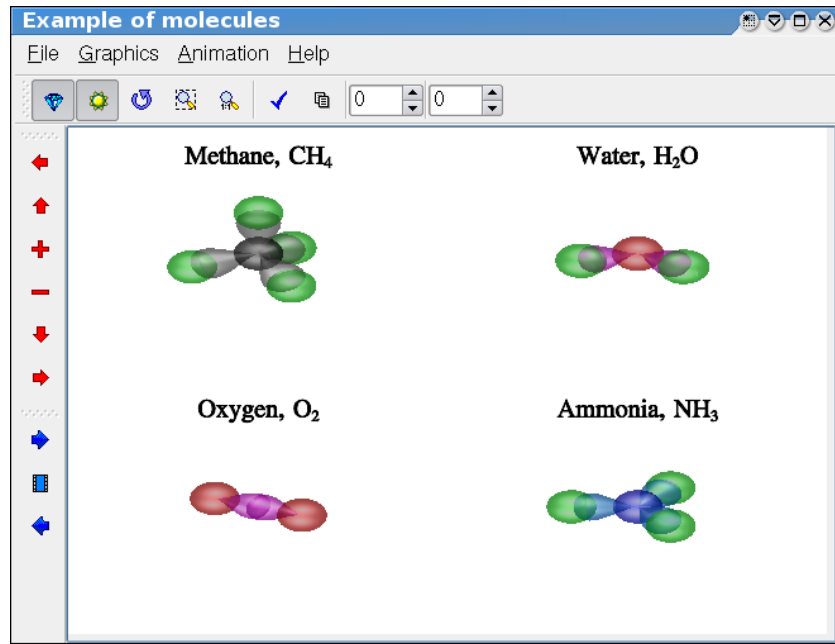 Example of molecules
File Graphics Animation Help
0 0
Methane, CH₄ Water, H₂O
Oxygen, O₂ Ammonia, NH₃